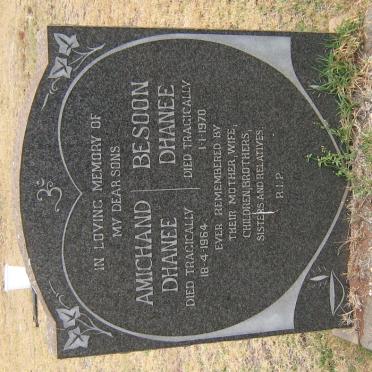 ॐ
IN LOVING MEMORY OF
MY DEAR SONS
AMICHAND
DHANEE
DIED TRAGICALLY
18-4-1964
BESOON
DHANEE
DIED TRAGICALLY
1-1-1970
EVER REMEMBERED BY
THEIR MOTHER, WIFE,
CHILDREN, BROTHERS,
SISTERS AND RELATIVES.
R.I.P.